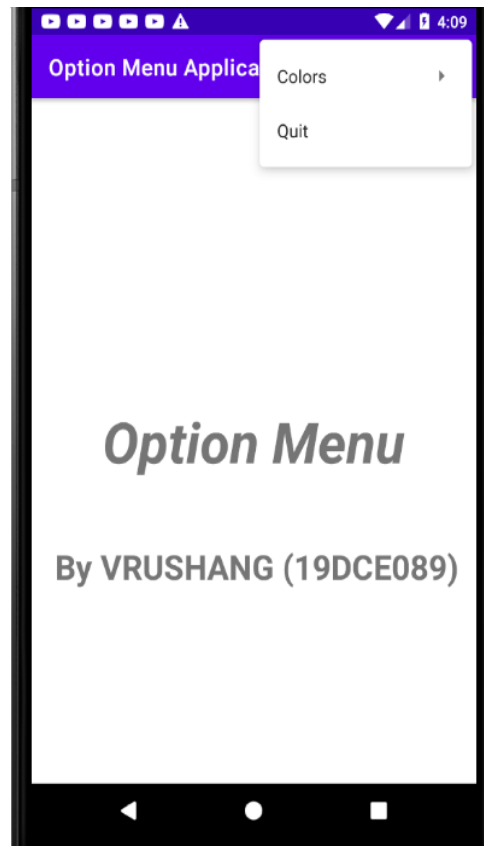 4:09
Option Menu Applica
Colors
Quit
Option Menu
By VRUSHANG (19DCE089)